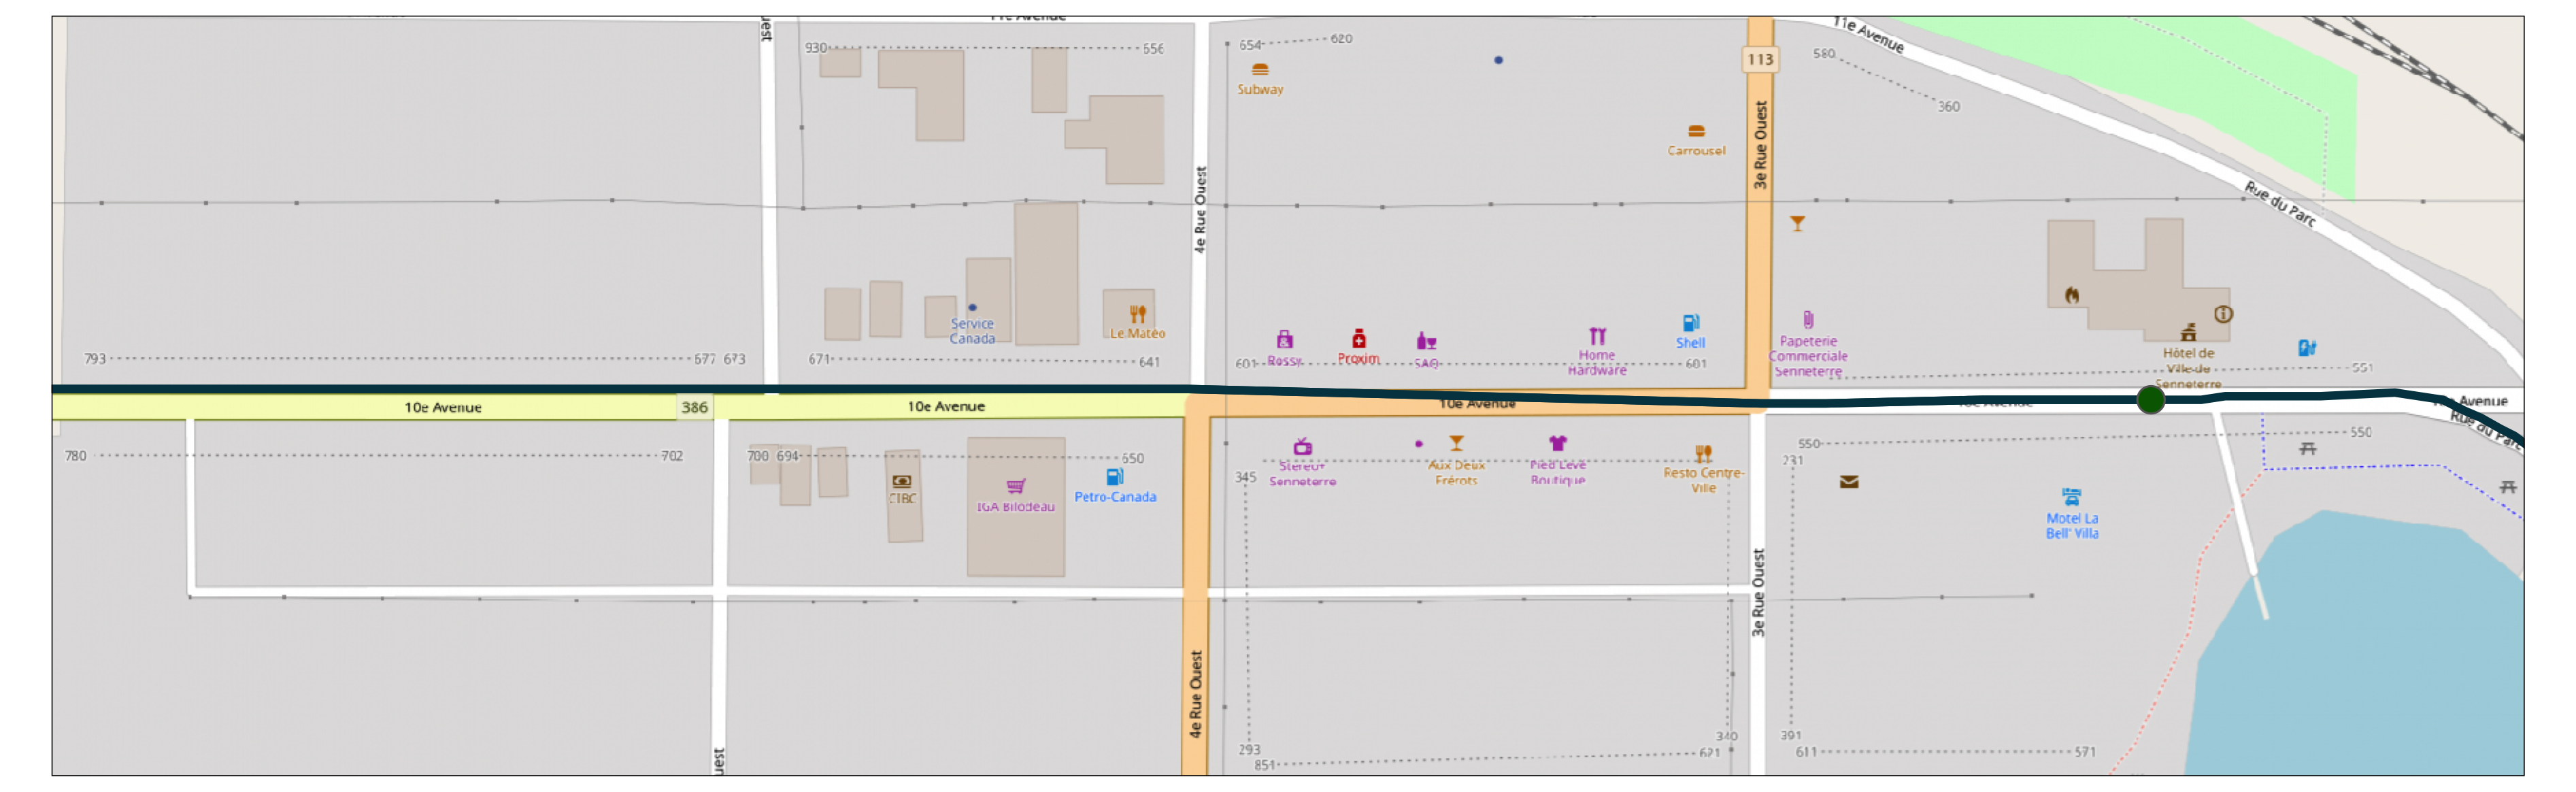 11e Avenue
11e Avenue
930 656
654 620
113
580
360
Subway
Carrousel
3e Rue Ouest
4e Rue Ouest
Rue du Parc
Service
Canada
Le Matéo
Rossy
Proxim
SAQ
Home
Hardware
Shell
Papeterie
Commerciale
Senneterre
Hôtel de
Ville de
Senneterre
793 677 673 671 641 601 601 551
10e Avenue 386 10e Avenue 10e Avenue 10e Avenue
Rue du Parc
780 702 700 694 650
345
550 550
231
CIBC
IGA Bilodeau
Petro-Canada
Stéréo+
Senneterre
Aux Deux
Frérots
Pied Levé
Boutique
Resto Centre-
Ville
Motel La
Bell' Villa
3e Rue Ouest
4e Rue Ouest
293 340 391
851 621 611 571